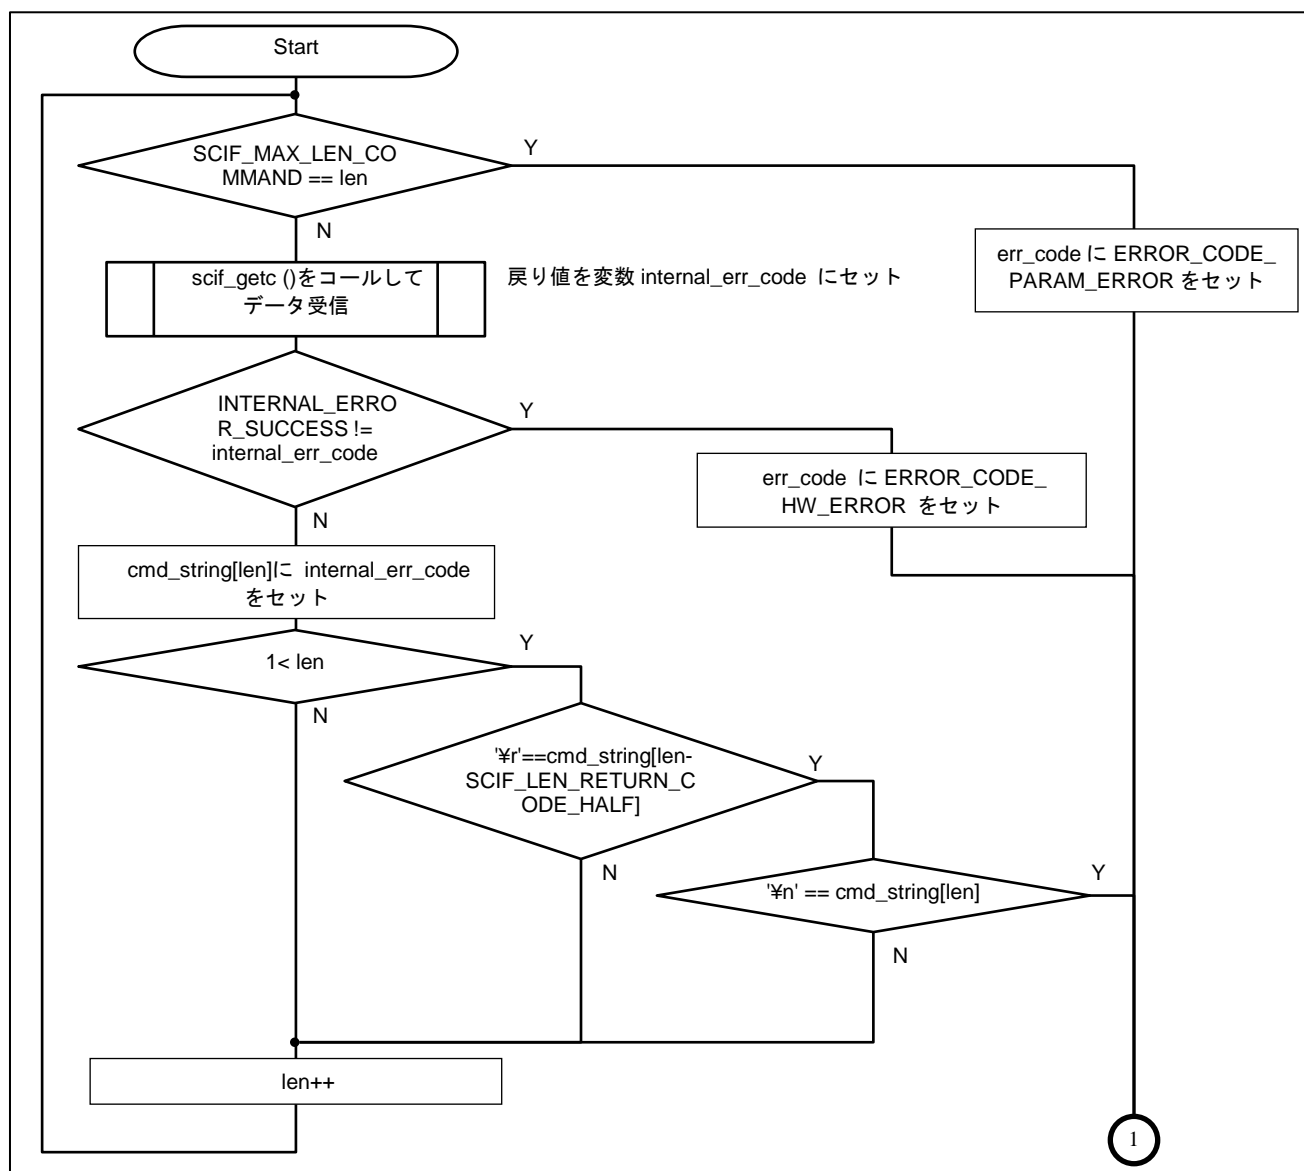 Start
SCIF_MAX_LEN_CO
MMAND == len
Y
N
err_code に ERROR_CODE_
PARAM_ERROR をセット
scif_getc ()をコールして
データ受信
戻り値を変数 internal_err_code にセット
INTERNAL_ERRO
R_SUCCESS !=
internal_err_code
Y
N
err_code に ERROR_CODE_
HW_ERROR をセット
cmd_string[len]に internal_err_code
をセット
1< len
Y
N
'¥r'==cmd_string[len-
SCIF_LEN_RETURN_C
ODE_HALF]
Y
N
'¥n' == cmd_string[len]
Y
N
len++
1